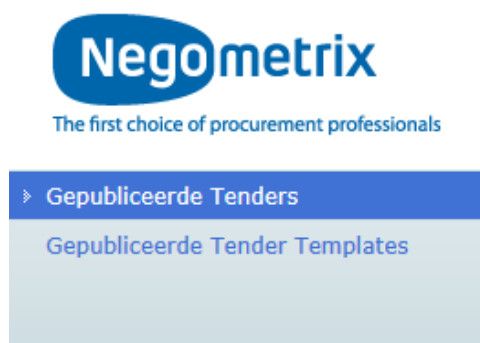 Negometrix
The first choice of procurement professionals
Gepubliceerde Tenders
Gepubliceerde Tender Templates